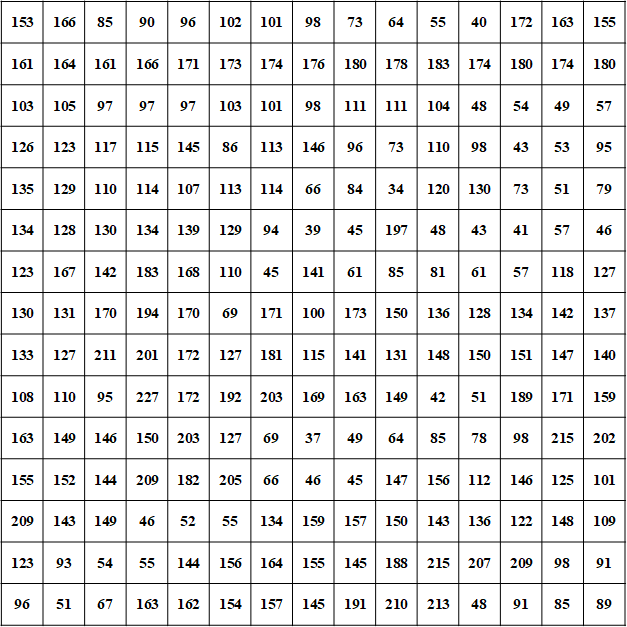 153 166 85 90 96 102 101 98 73 64 55 40 172 163 155
161 164 161 166 171 173 174 176 180 178 183 174 180 174 180
103 105 97 97 97 103 101 98 111 111 104 48 54 49 57
126 123 117 115 145 86 113 146 96 73 110 98 43 53 95
135 129 110 114 107 113 114 66 84 34 120 130 73 51 79
134 128 130 134 139 129 94 39 45 197 48 43 41 57 46
123 167 142 183 168 110 45 141 61 85 81 61 57 118 127
130 131 170 194 170 69 171 100 173 150 136 128 134 142 137
133 127 211 201 172 127 181 115 141 131 148 150 151 147 140
108 110 95 227 172 192 203 169 163 149 42 51 189 171 159
163 149 146 150 203 127 69 37 49 64 85 78 98 215 202
155 152 144 209 182 205 66 46 45 147 156 112 146 125 101
209 143 149 46 52 55 134 159 157 150 143 136 122 148 109
123 93 54 55 144 156 164 155 145 188 215 207 209 98 91
96 51 67 163 162 154 157 145 191 210 213 48 91 85 89